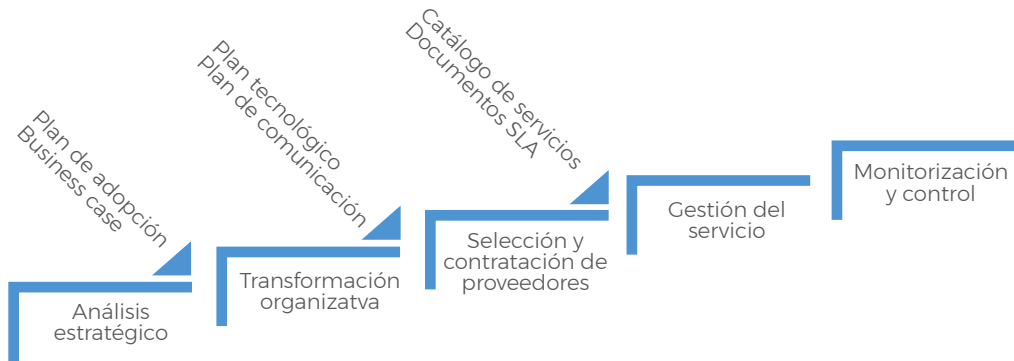 Plan de adopción
Business case
Análisis
estratégico
Plan tecnológico
Plan de comunicación
Transformación
organizatva
Catálogo de servicios
Documentos SLA
Selección y
contratación de
proveedores
Gestión del
servicio
Monitorización
y control